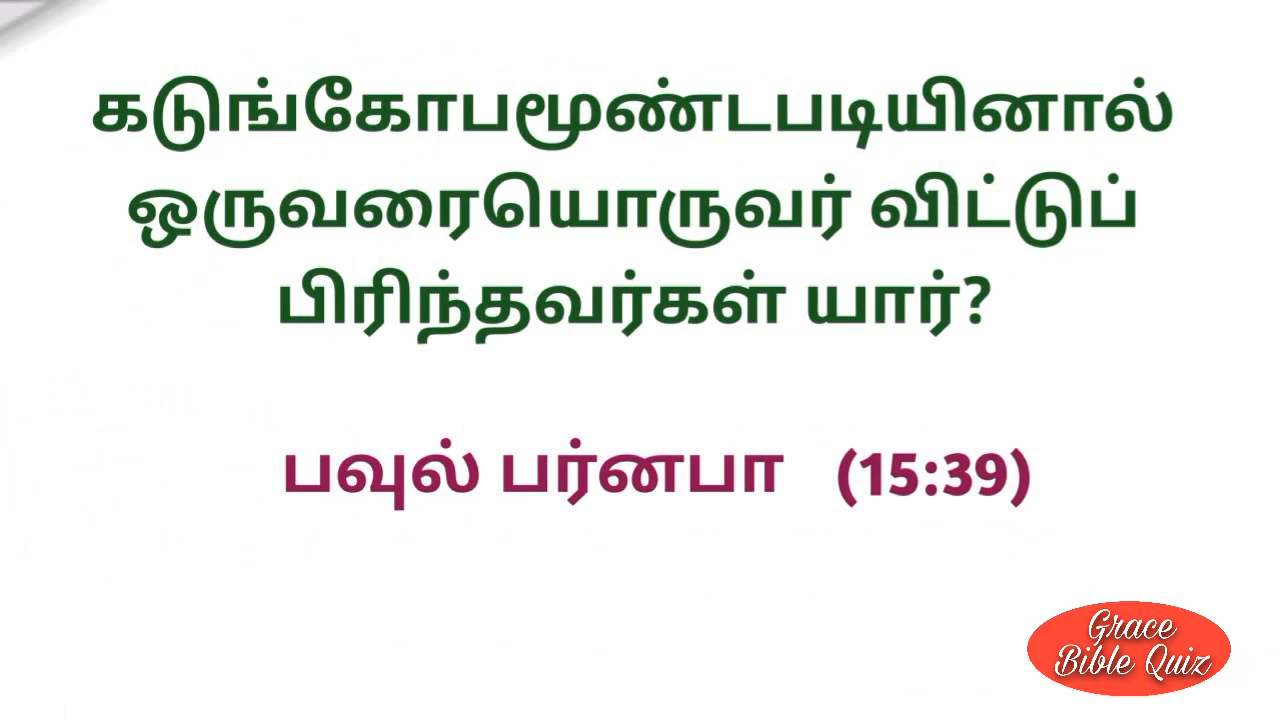 கடுங்கோபமூண்டபடியினால்
ஒருவரையொருவர் விட்டுப்
பிரிந்தவர்கள் யார்?
பவுல் பர்னபா (15:39)
Grace
Bible Quiz